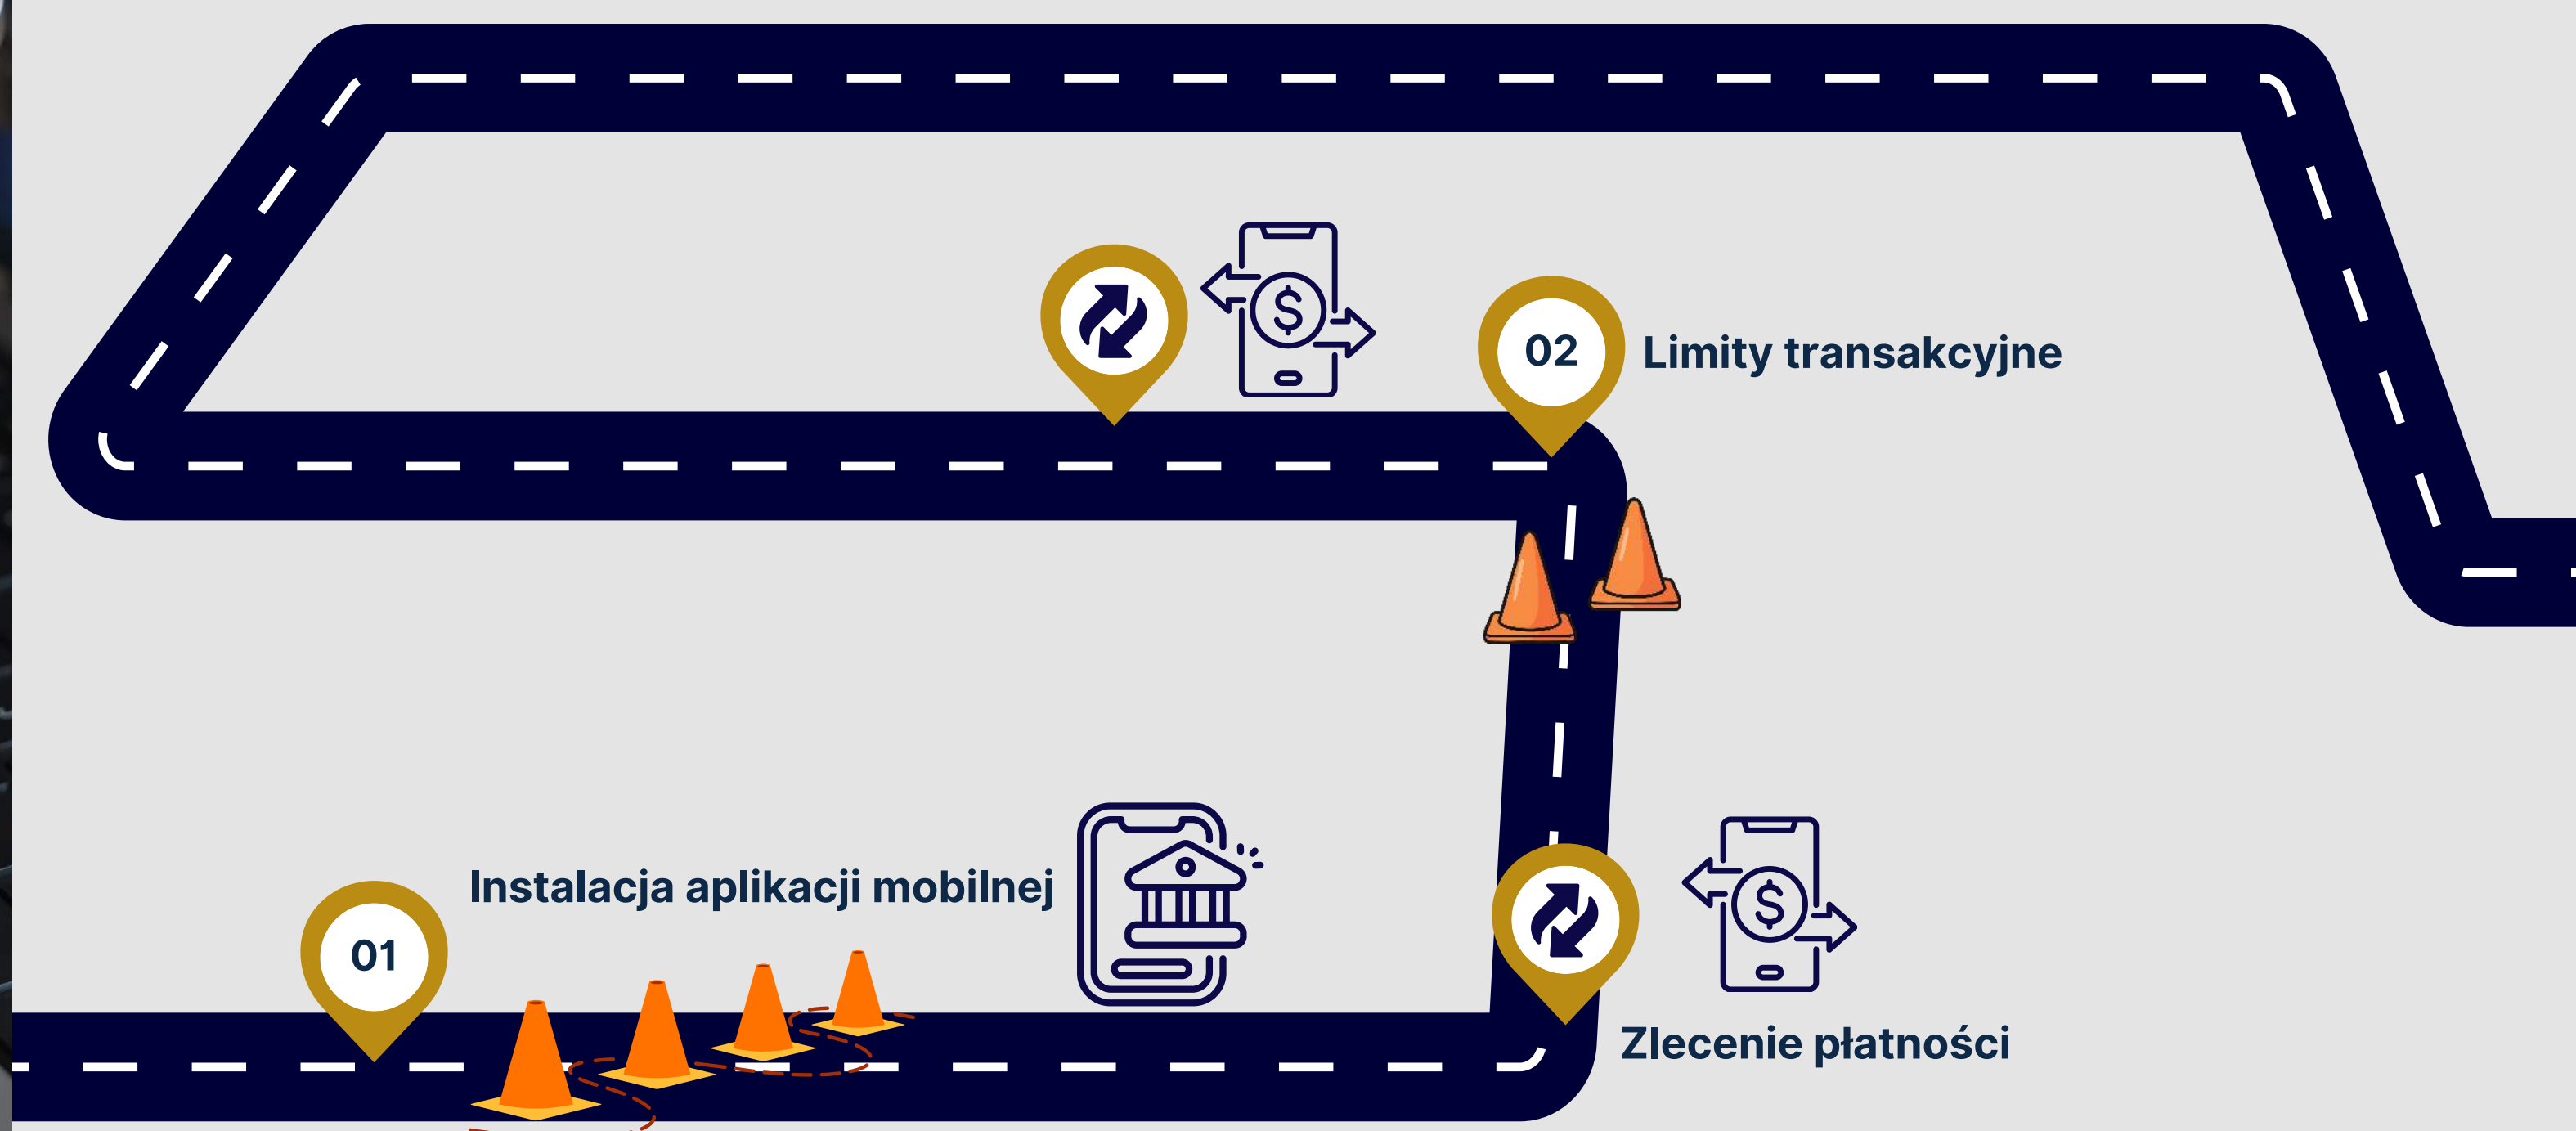 02
Limity transakcyjne
Instalacja aplikacji mobilnej
01
Zlecenie płatności